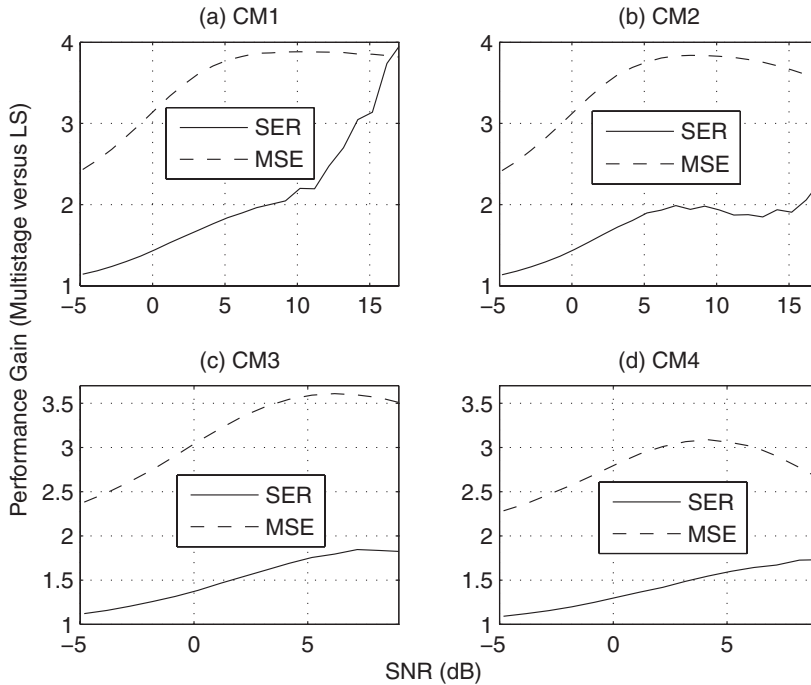 (a) CM1
4
3
2
1
−5
0
5
10
15
SER
MSE
(b) CM2
4
3
2
1
−5
0
5
10
15
SER
MSE
(c) CM3
3.5
3
2.5
2
1.5
1
−5
0
5
SER
MSE
(d) CM4
3.5
3
2.5
2
1.5
1
−5
0
5
SER
MSE
Performance Gain (Multistage versus LS)
SNR (dB)